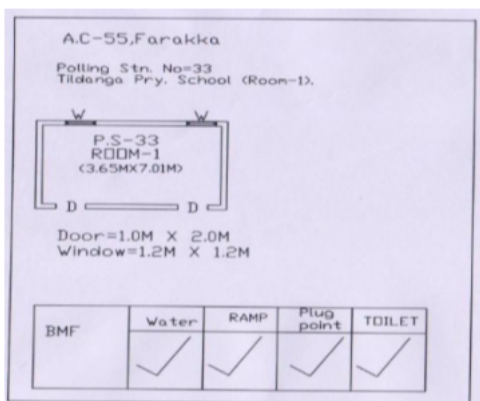 A.C-55,Farakka
Polling Stn. No=33
Tildanga Pry. School (Room-1).
W W
P.S-33
ROOM-1
(3.65MX7.01M)
D D
Door=1.0M X 2.0M
Window=1.2M X 1.2M
BMF Water RAMP Plug point TOILET